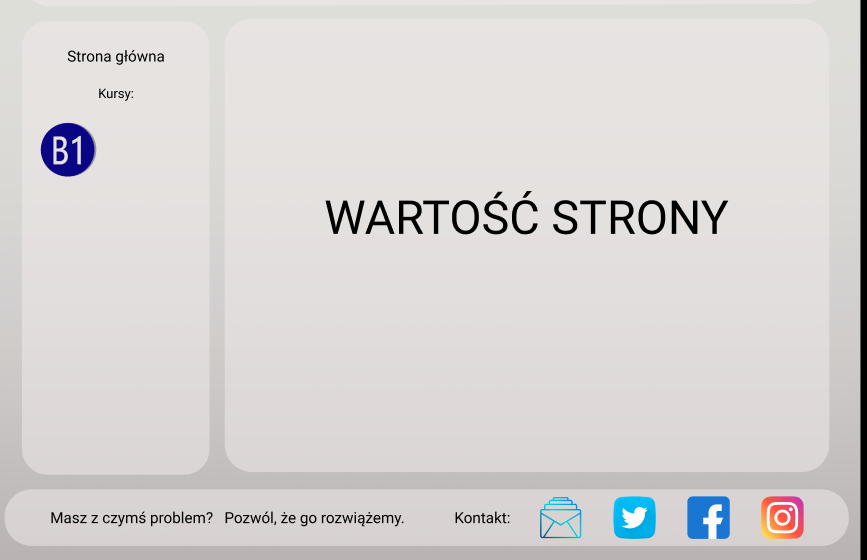 Strona główna
Kursy:
B1
WARTOŚĆ STRONY
Masz z czymś problem? Pozwól, że go rozwiążemy. Kontakt: